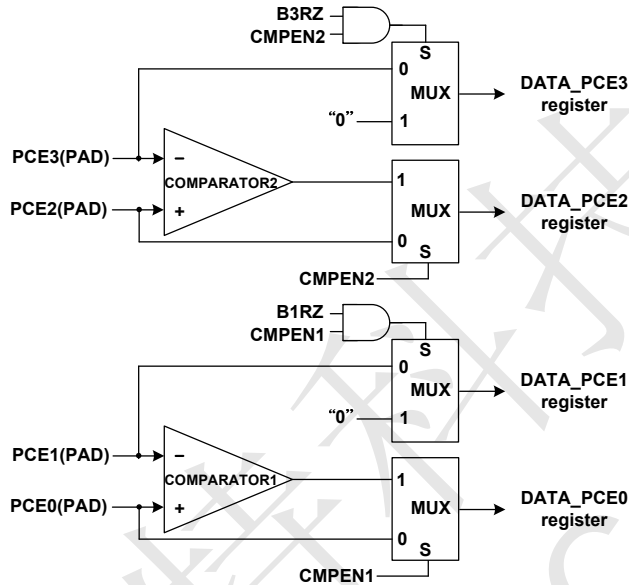 B3RZ
CMPEN2
S
0
MUX
DATA_PCE3
register
“0”
1
PCE3(PAD)
−
COMPARATOR2
PCE2(PAD)
+
1
MUX
DATA_PCE2
register
0
S
CMPEN2
B1RZ
CMPEN1
S
0
MUX
DATA_PCE1
register
“0”
1
PCE1(PAD)
−
COMPARATOR1
PCE0(PAD)
+
1
MUX
DATA_PCE0
register
0
S
CMPEN1